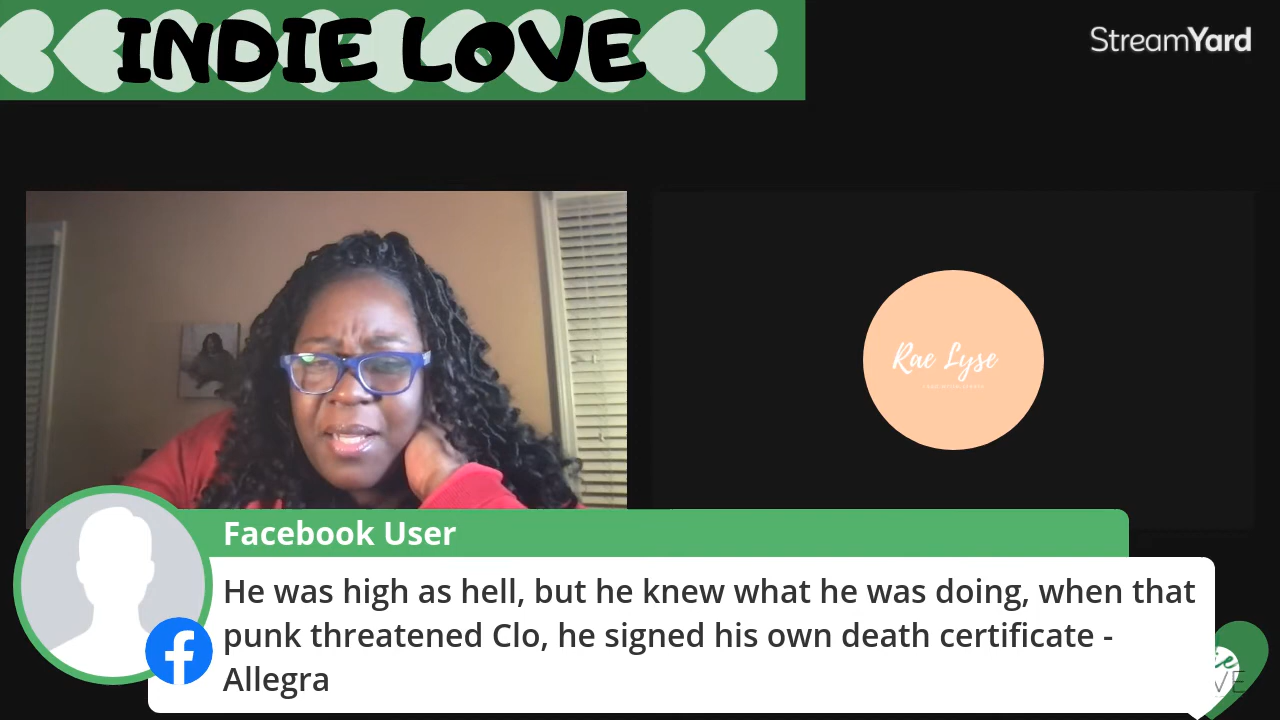 INDIE LOVE
StreamYard
Rae Lyse
Facebook User
He was high as hell, but he knew what he was doing, when that
punk threatened Clo, he signed his own death certificate -
Allegra